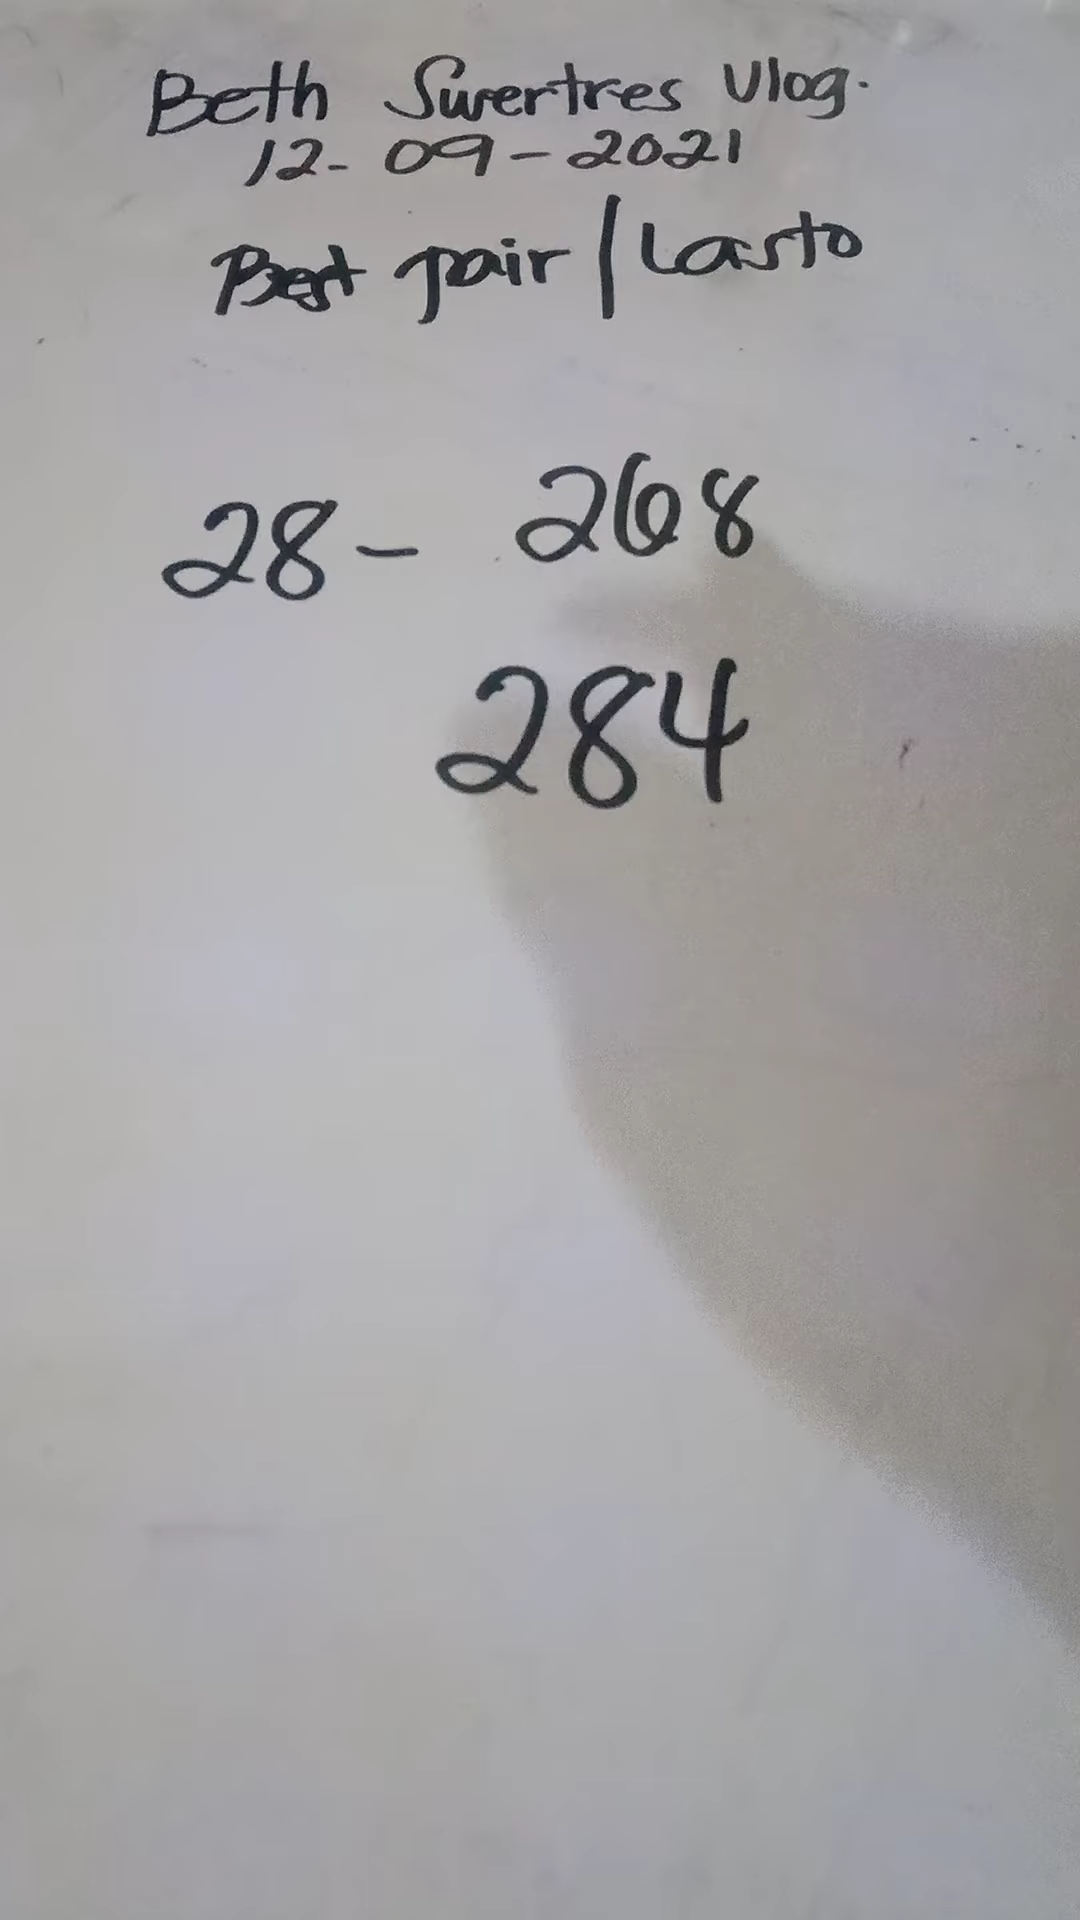 Beth Swertres Vlog.
12-09-2021
Best pair / Lasto
28- 268
284